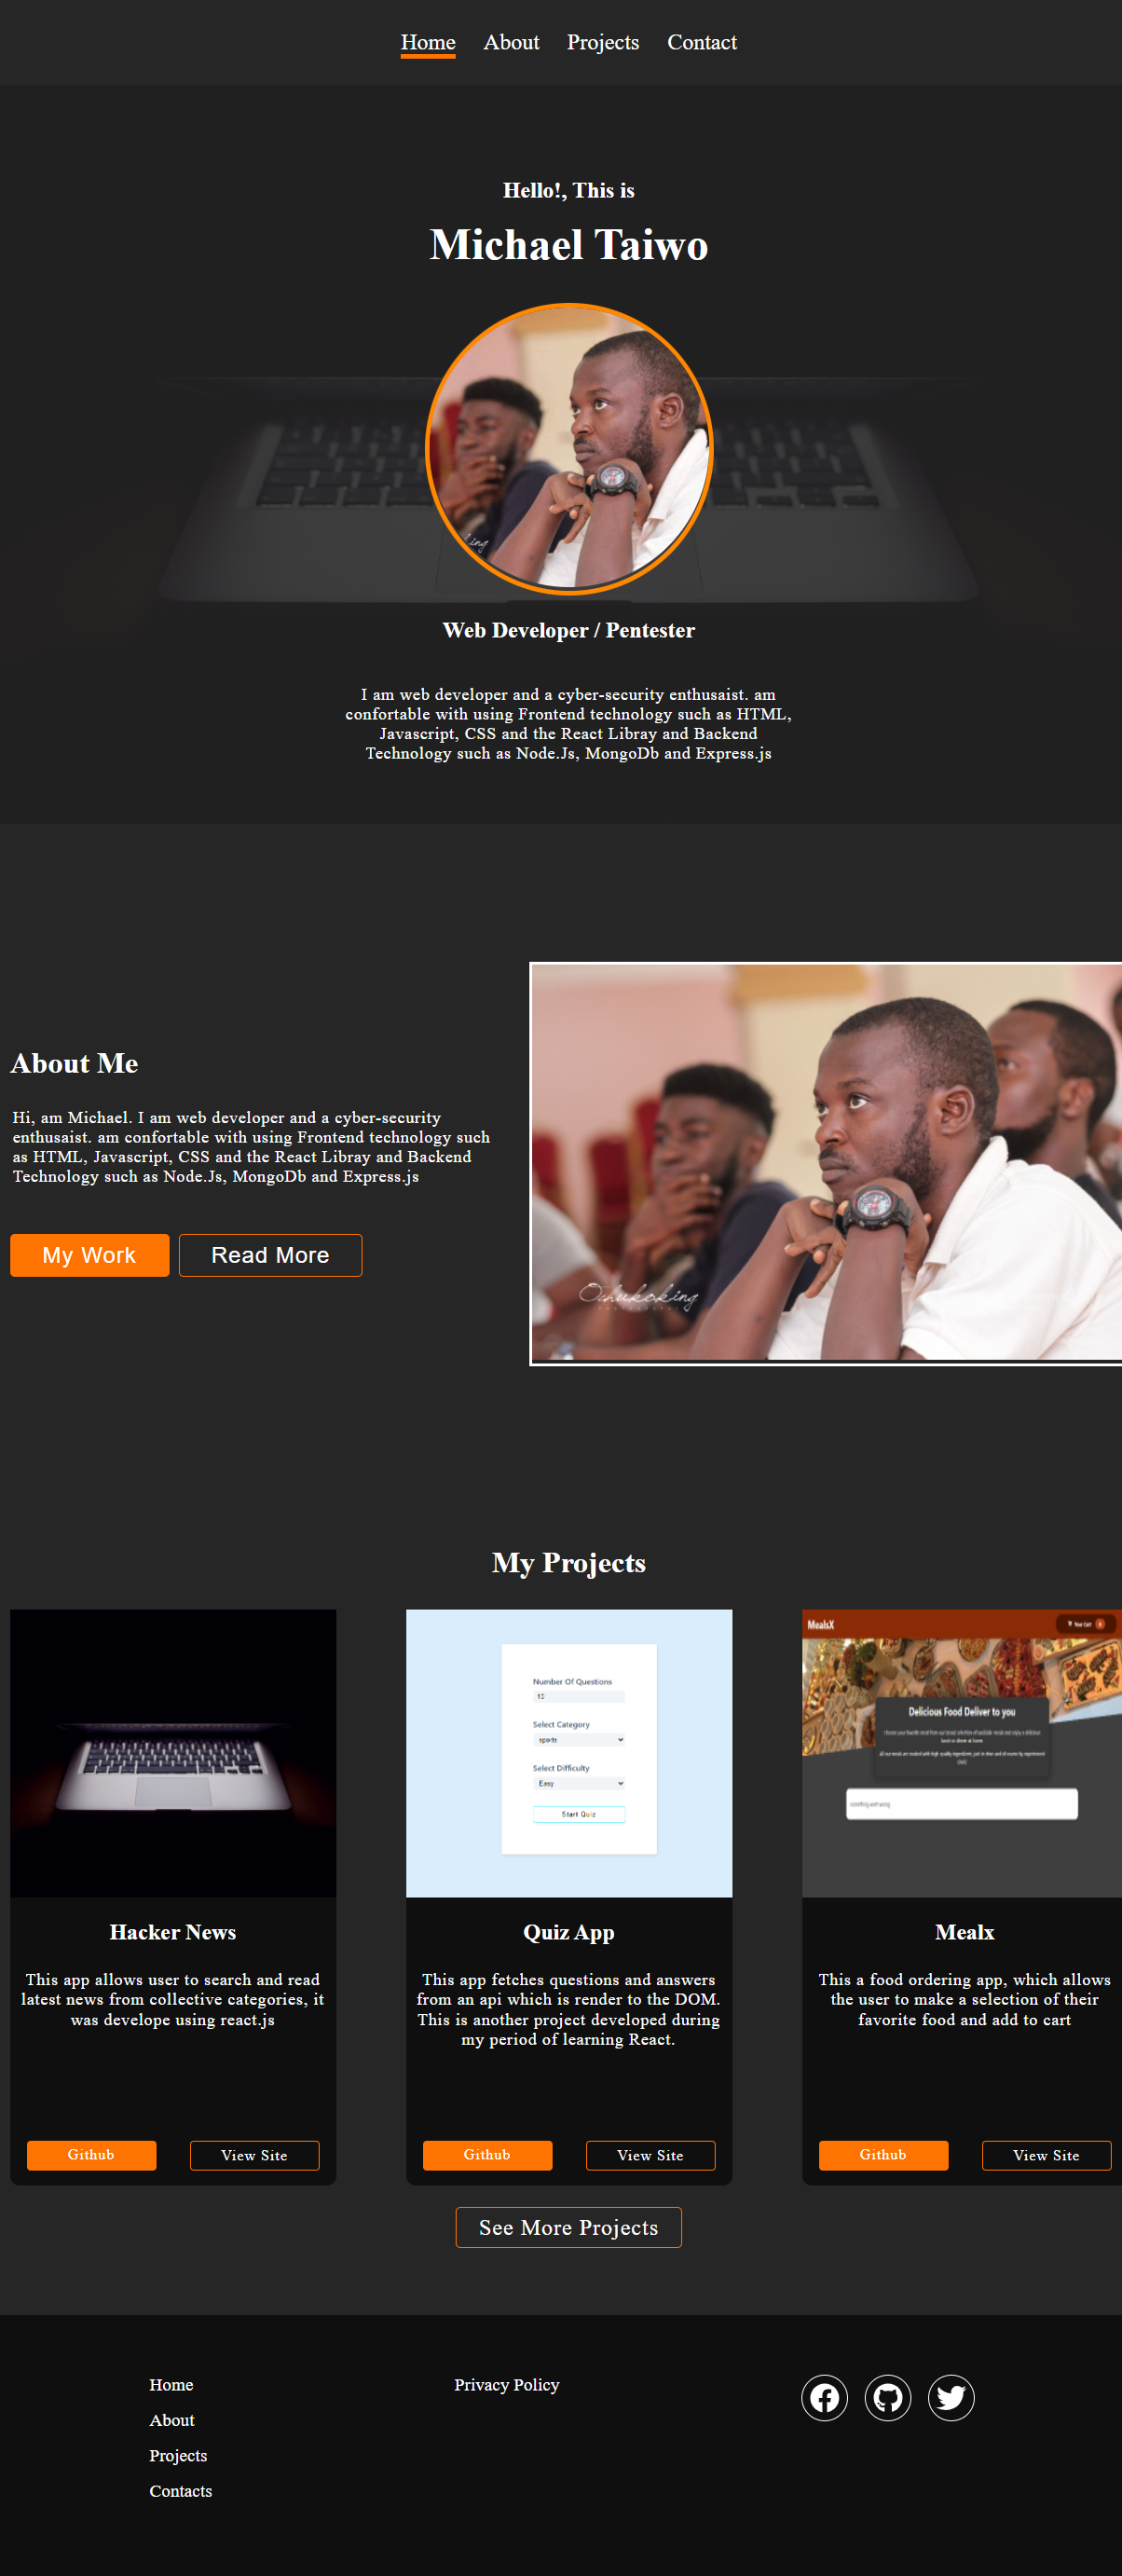 Home About Projects Contact
Hello!, This is
Michael Taiwo
Web Developer / Pentester
I am web developer and a cyber-security enthusaist. am
confortable with using Frontend technology such as HTML,
Javascript, CSS and the React Libray and Backend
Technology such as Node.Js, MongoDb and Express.js
About Me
Hi, am Michael. I am web developer and a cyber-security
enthusaist. am confortable with using Frontend technology such
as HTML, Javascript, CSS and the React Libray and Backend
Technology such as Node.Js, MongoDb and Express.js
My Work Read More
Ochukoking
My Projects
Number Of Questions
Select Category
sports
Select Difficulty
Easy
Start Quiz
MealsX
Your Cart
Delicious Food Deliver to you
Hacker News
This app allows user to search and read
latest news from collective categories, it
was develope using react.js
Github View Site
Quiz App
This app fetches questions and answers
from an api which is render to the DOM.
This is another project developed during
my period of learning React.
Github View Site
Mealx
This a food ordering app, which allows
the user to make a selection of their
favorite food and add to cart
Github View Site
See More Projects
Home
About
Projects
Contacts
Privacy Policy